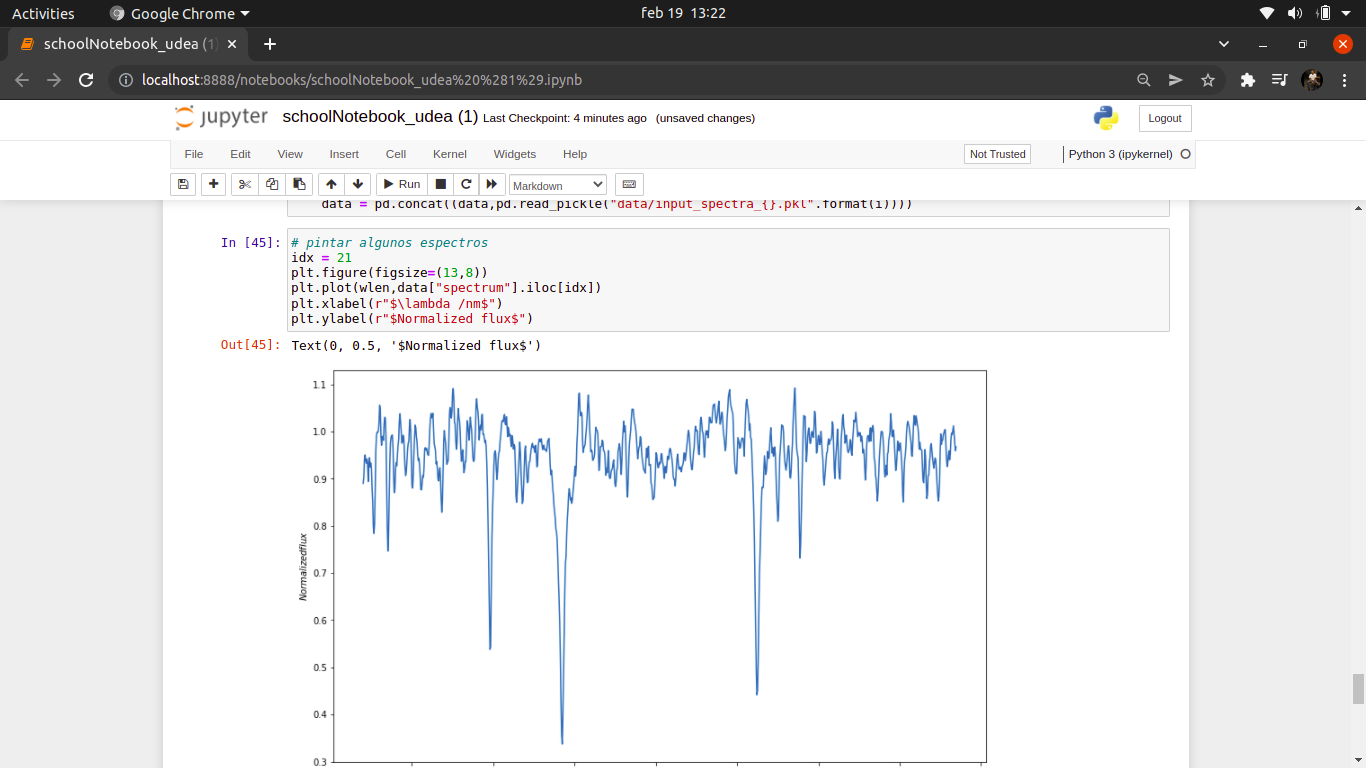 Activities
Google Chrome
feb 19 13:22
schoolNotebook_udea (1)
localhost:8888/notebooks/schoolNotebook_udea%20%281%29.ipynb
jupyter
schoolNotebook_udea (1) Last Checkpoint: 4 minutes ago (unsaved changes)
Logout
File Edit View Insert Cell Kernel Widgets Help
Not Trusted
Python 3 (ipykernel)
Run
Markdown
data = pd.concat((data,pd.read_pickle("data/input_spectra_{}.pkl".format(i))))
In [45]:
# pintar algunos espectros
idx = 21
plt.figure(figsize=(13,8))
plt.plot(wlen,data["spectrum"].iloc[idx])
plt.xlabel(r"$\lambda /nm$")
plt.ylabel(r"$Normalized flux$")
Out[45]: Text(0, 0.5, '$Normalized flux$')
1.1
1.0
0.9
0.8
0.7
0.6
0.5
0.4
0.3
Normalizedflux